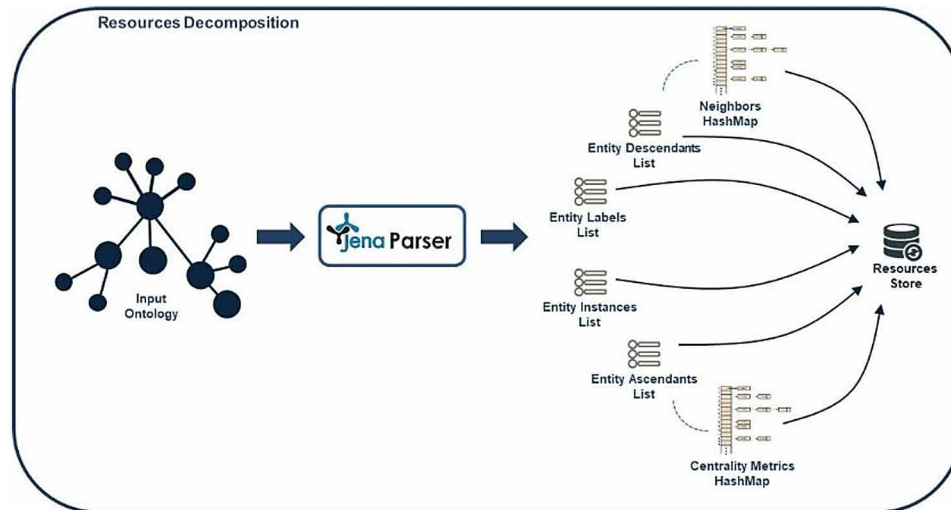 Resources Decomposition
Neighbors
HashMap
Entity Descendants
List
Entity Labels
List
Jena Parser
Resources
Store
Input
Ontology
Entity Instances
List
Entity Ascendants
List
Centrality Metrics
HashMap